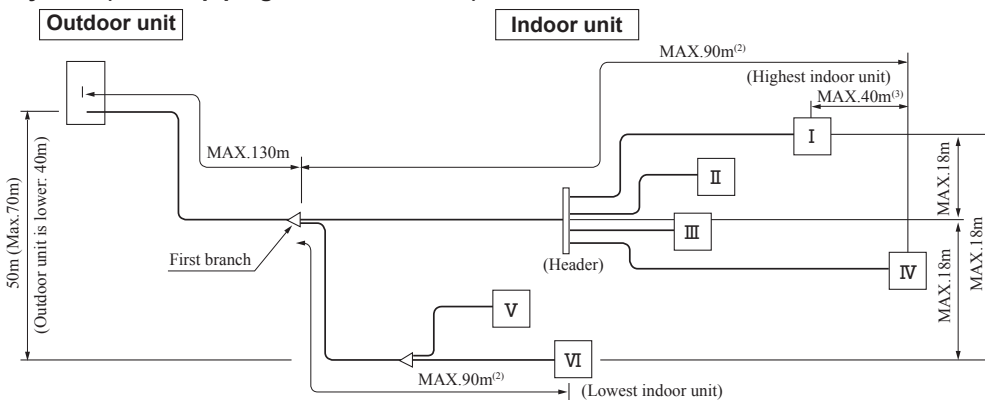 Outdoor unit
Indoor unit
MAX.90m(2)
(Highest indoor unit)
MAX.40m(3)
MAX.130m
I
II
III
IV
V
VI
MAX.18m
MAX.18m
MAX.18m
50m (Max.70m)
(Outdoor unit is lower: 40m)
First branch
(Header)
MAX.90m(2)
(Lowest indoor unit)